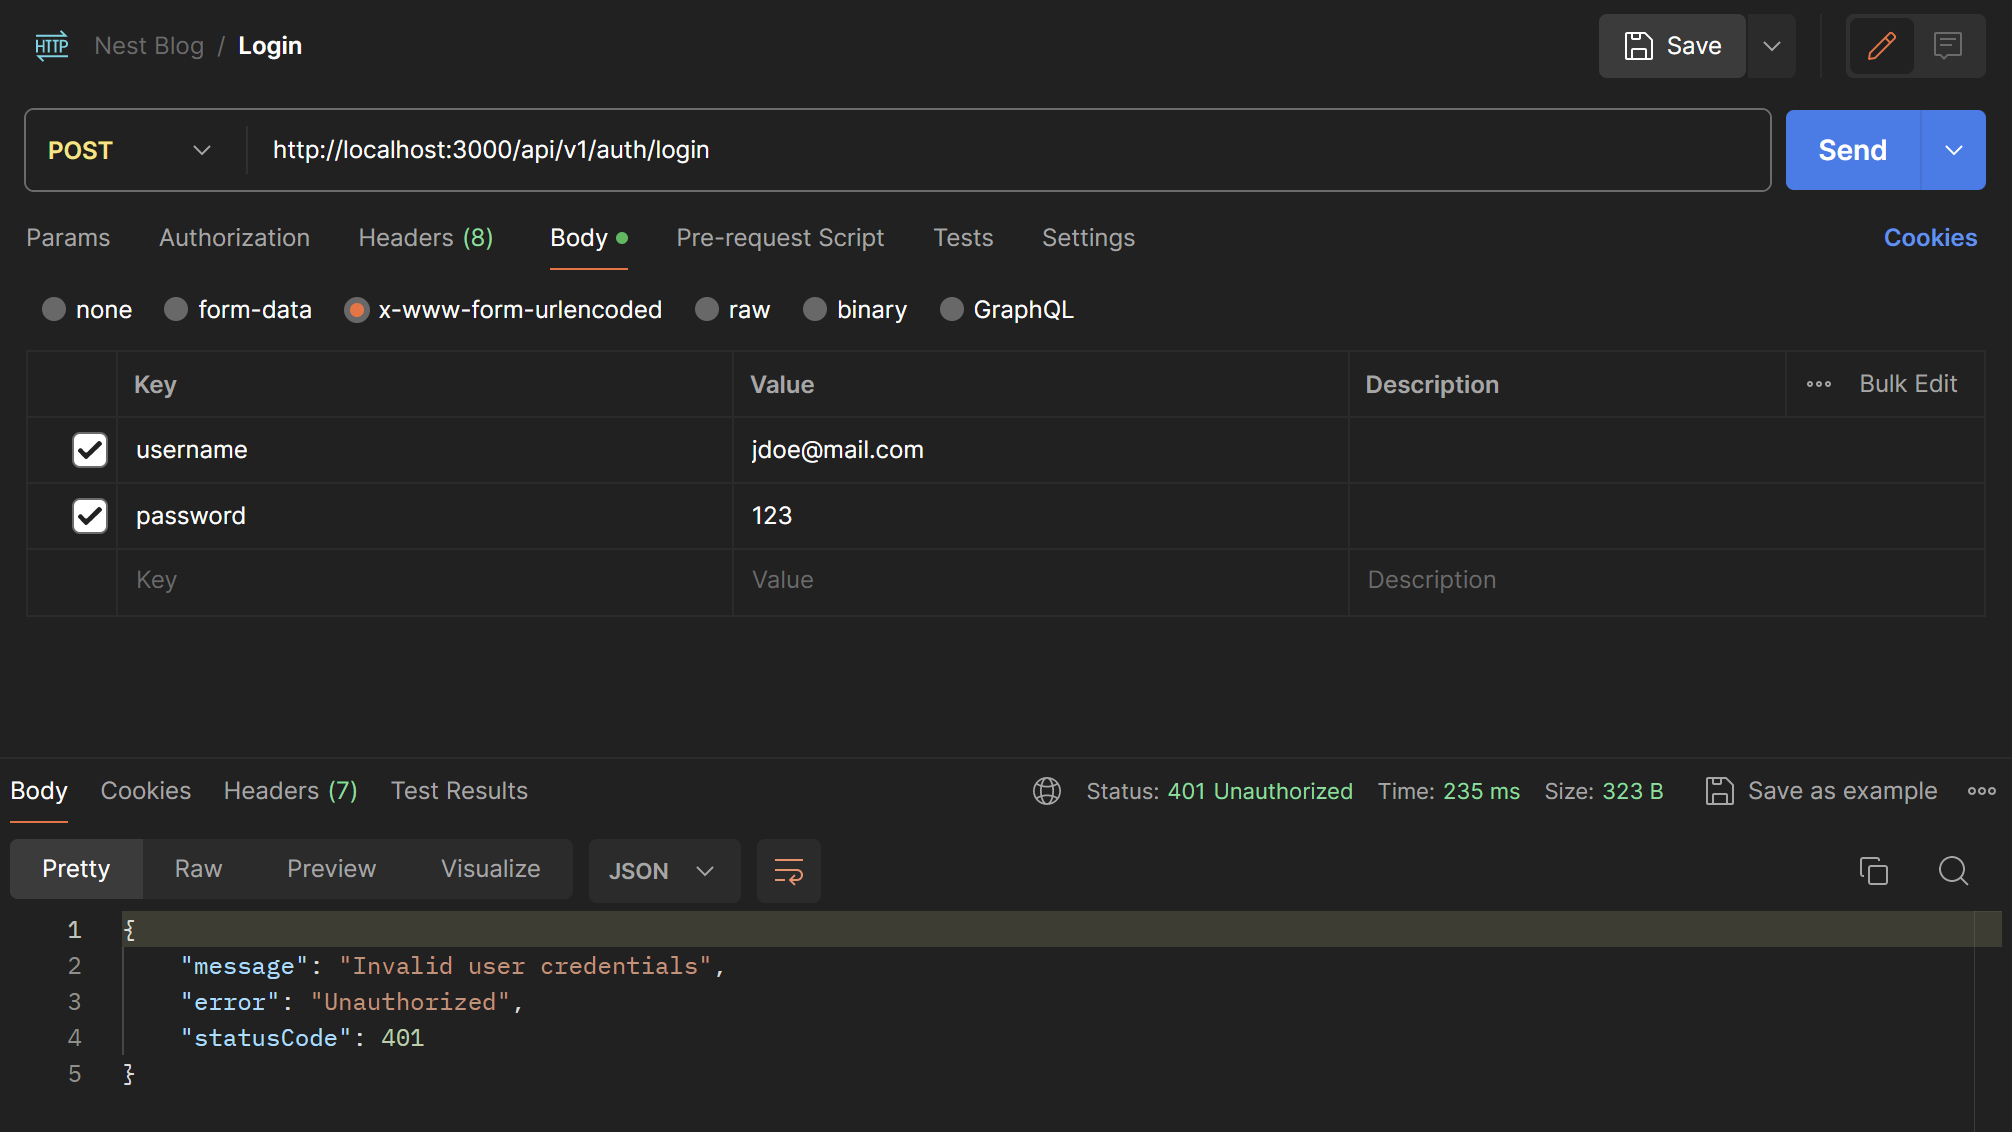 HTTP Nest Blog / Login Save
POST http://localhost:3000/api/v1/auth/login Send
Params Authorization Headers (8) Body Pre-request Script Tests Settings Cookies
none form-data x-www-form-urlencoded raw binary GraphQL
Key Value Description Bulk Edit
username jdoe@mail.com
password 123
Key Value Description
Body Cookies Headers (7) Test Results Status: 401 Unauthorized Time: 235 ms Size: 323 B Save as example
Pretty Raw Preview Visualize JSON
1 {
2 "message": "Invalid user credentials",
3 "error": "Unauthorized",
4 "statusCode": 401
5 }